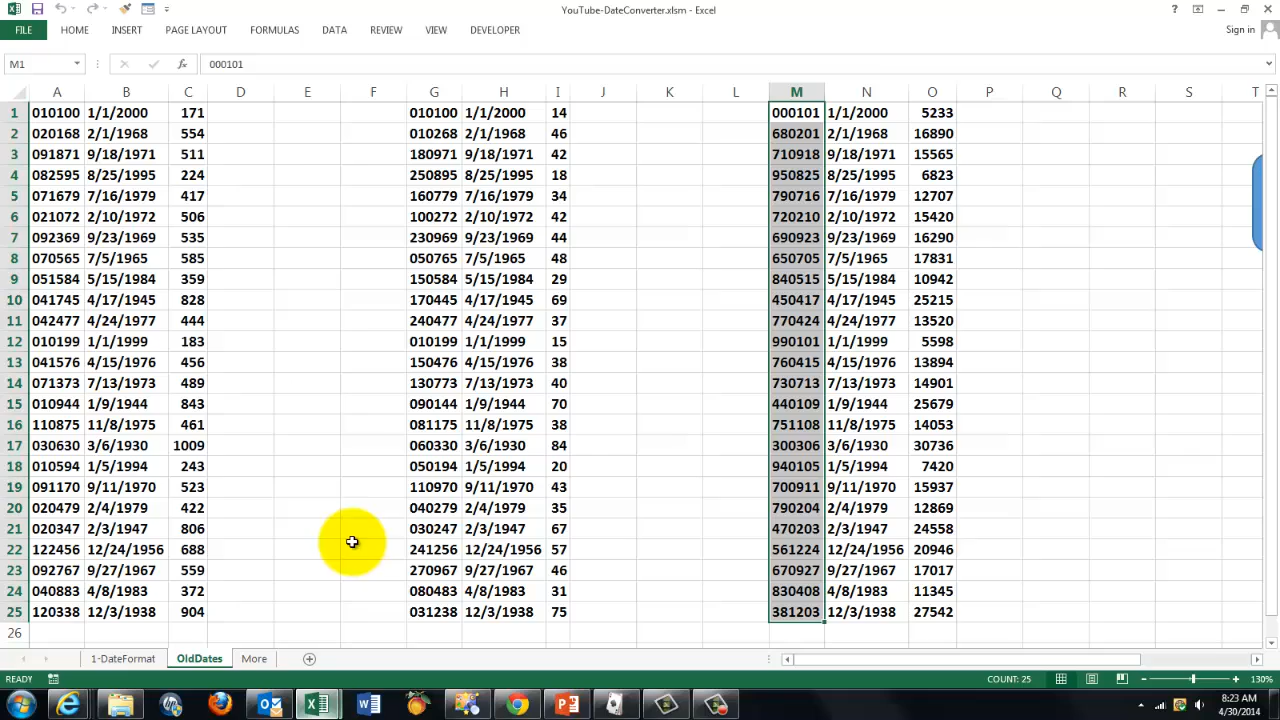 YouTube-DateConverter.xlsm - Excel
FILE HOME INSERT PAGE LAYOUT FORMULAS DATA REVIEW VIEW DEVELOPER Sign in
M1 fx 000101
A B C D E F G H I J K L M N O P Q R S T
1 010100 1/1/2000 171 010100 1/1/2000 14 000101 1/1/2000 5233
2 020168 2/1/1968 554 010268 2/1/1968 46 680201 2/1/1968 16890
3 091871 9/18/1971 511 180971 9/18/1971 42 710918 9/18/1971 15565
4 082595 8/25/1995 224 250895 8/25/1995 18 950825 8/25/1995 6823
5 071679 7/16/1979 417 160779 7/16/1979 34 790716 7/16/1979 12707
6 021072 2/10/1972 506 100272 2/10/1972 42 720210 2/10/1972 15420
7 092369 9/23/1969 535 230969 9/23/1969 44 690923 9/23/1969 16290
8 070565 7/5/1965 585 050765 7/5/1965 48 650705 7/5/1965 17831
9 051584 5/15/1984 359 150584 5/15/1984 29 840515 5/15/1984 10942
10 041745 4/17/1945 828 170445 4/17/1945 69 450417 4/17/1945 25215
11 042477 4/24/1977 444 240477 4/24/1977 37 770424 4/24/1977 13520
12 010199 1/1/1999 183 010199 1/1/1999 15 990101 1/1/1999 5598
13 041576 4/15/1976 456 150476 4/15/1976 38 760415 4/15/1976 13894
14 071373 7/13/1973 489 130773 7/13/1973 40 730713 7/13/1973 14901
15 010944 1/9/1944 843 090144 1/9/1944 70 440109 1/9/1944 25679
16 110875 11/8/1975 461 081175 11/8/1975 38 751108 11/8/1975 14053
17 030630 3/6/1930 1009 060330 3/6/1930 84 300306 3/6/1930 30736
18 010594 1/5/1994 243 050194 1/5/1994 20 940105 1/5/1994 7420
19 091170 9/11/1970 523 110970 9/11/1970 43 700911 9/11/1970 15937
20 020479 2/4/1979 422 040279 2/4/1979 35 790204 2/4/1979 12869
21 020347 2/3/1947 806 030247 2/3/1947 67 470203 2/3/1947 24558
22 122456 12/24/1956 688 241256 12/24/1956 57 561224 12/24/1956 20946
23 092767 9/27/1967 559 270967 9/27/1967 46 670927 9/27/1967 17017
24 040883 4/8/1983 372 080483 4/8/1983 31 830408 4/8/1983 11345
25 120338 12/3/1938 904 031238 12/3/1938 75 381203 12/3/1938 27542
26
1-DateFormat OldDates More
READY COUNT: 25 130%
8:23 AM
4/30/2014